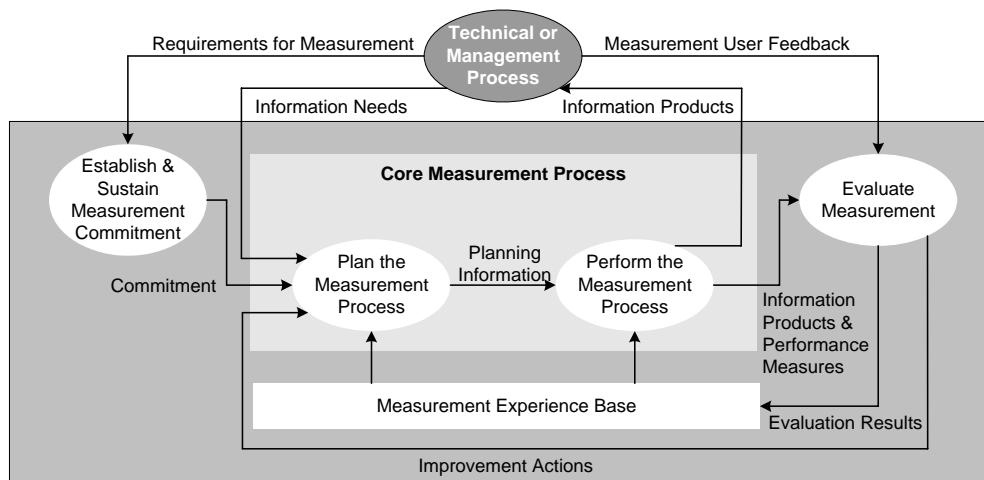 Requirements for Measurement
Technical or
Management
Process
Measurement User Feedback
Information Needs
Information Products
Establish &
Sustain
Measurement
Commitment
Core Measurement Process
Evaluate
Measurement
Commitment
Plan the
Measurement
Process
Planning
Information
Perform the
Measurement
Process
Information
Products &
Performance
Measures
Measurement Experience Base
Evaluation Results
Improvement Actions